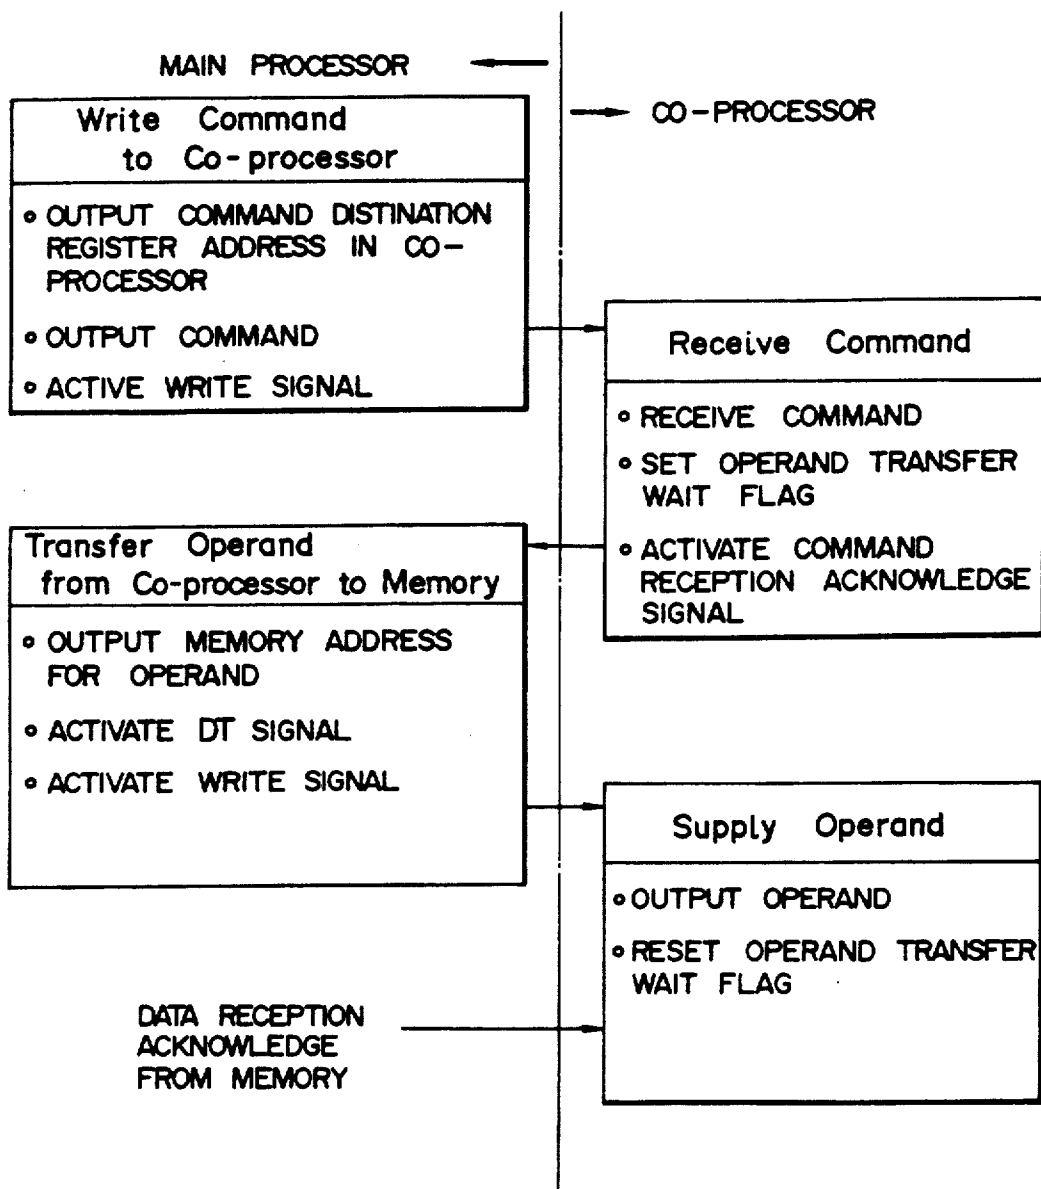 MAIN PROCESSOR
CO-PROCESSOR
Write Command
to Co-processor
• OUTPUT COMMAND DISTINATION
REGISTER ADDRESS IN CO-
PROCESSOR
• OUTPUT COMMAND
• ACTIVE WRITE SIGNAL
Receive Command
• RECEIVE COMMAND
• SET OPERAND TRANSFER
WAIT FLAG
• ACTIVATE COMMAND
RECEPTION ACKNOWLEDGE
SIGNAL
Transfer Operand
from Co-processor to Memory
• OUTPUT MEMORY ADDRESS
FOR OPERAND
• ACTIVATE DT SIGNAL
• ACTIVATE WRITE SIGNAL
Supply Operand
• OUTPUT OPERAND
• RESET OPERAND TRANSFER
WAIT FLAG
DATA RECEPTION
ACKNOWLEDGE
FROM MEMORY